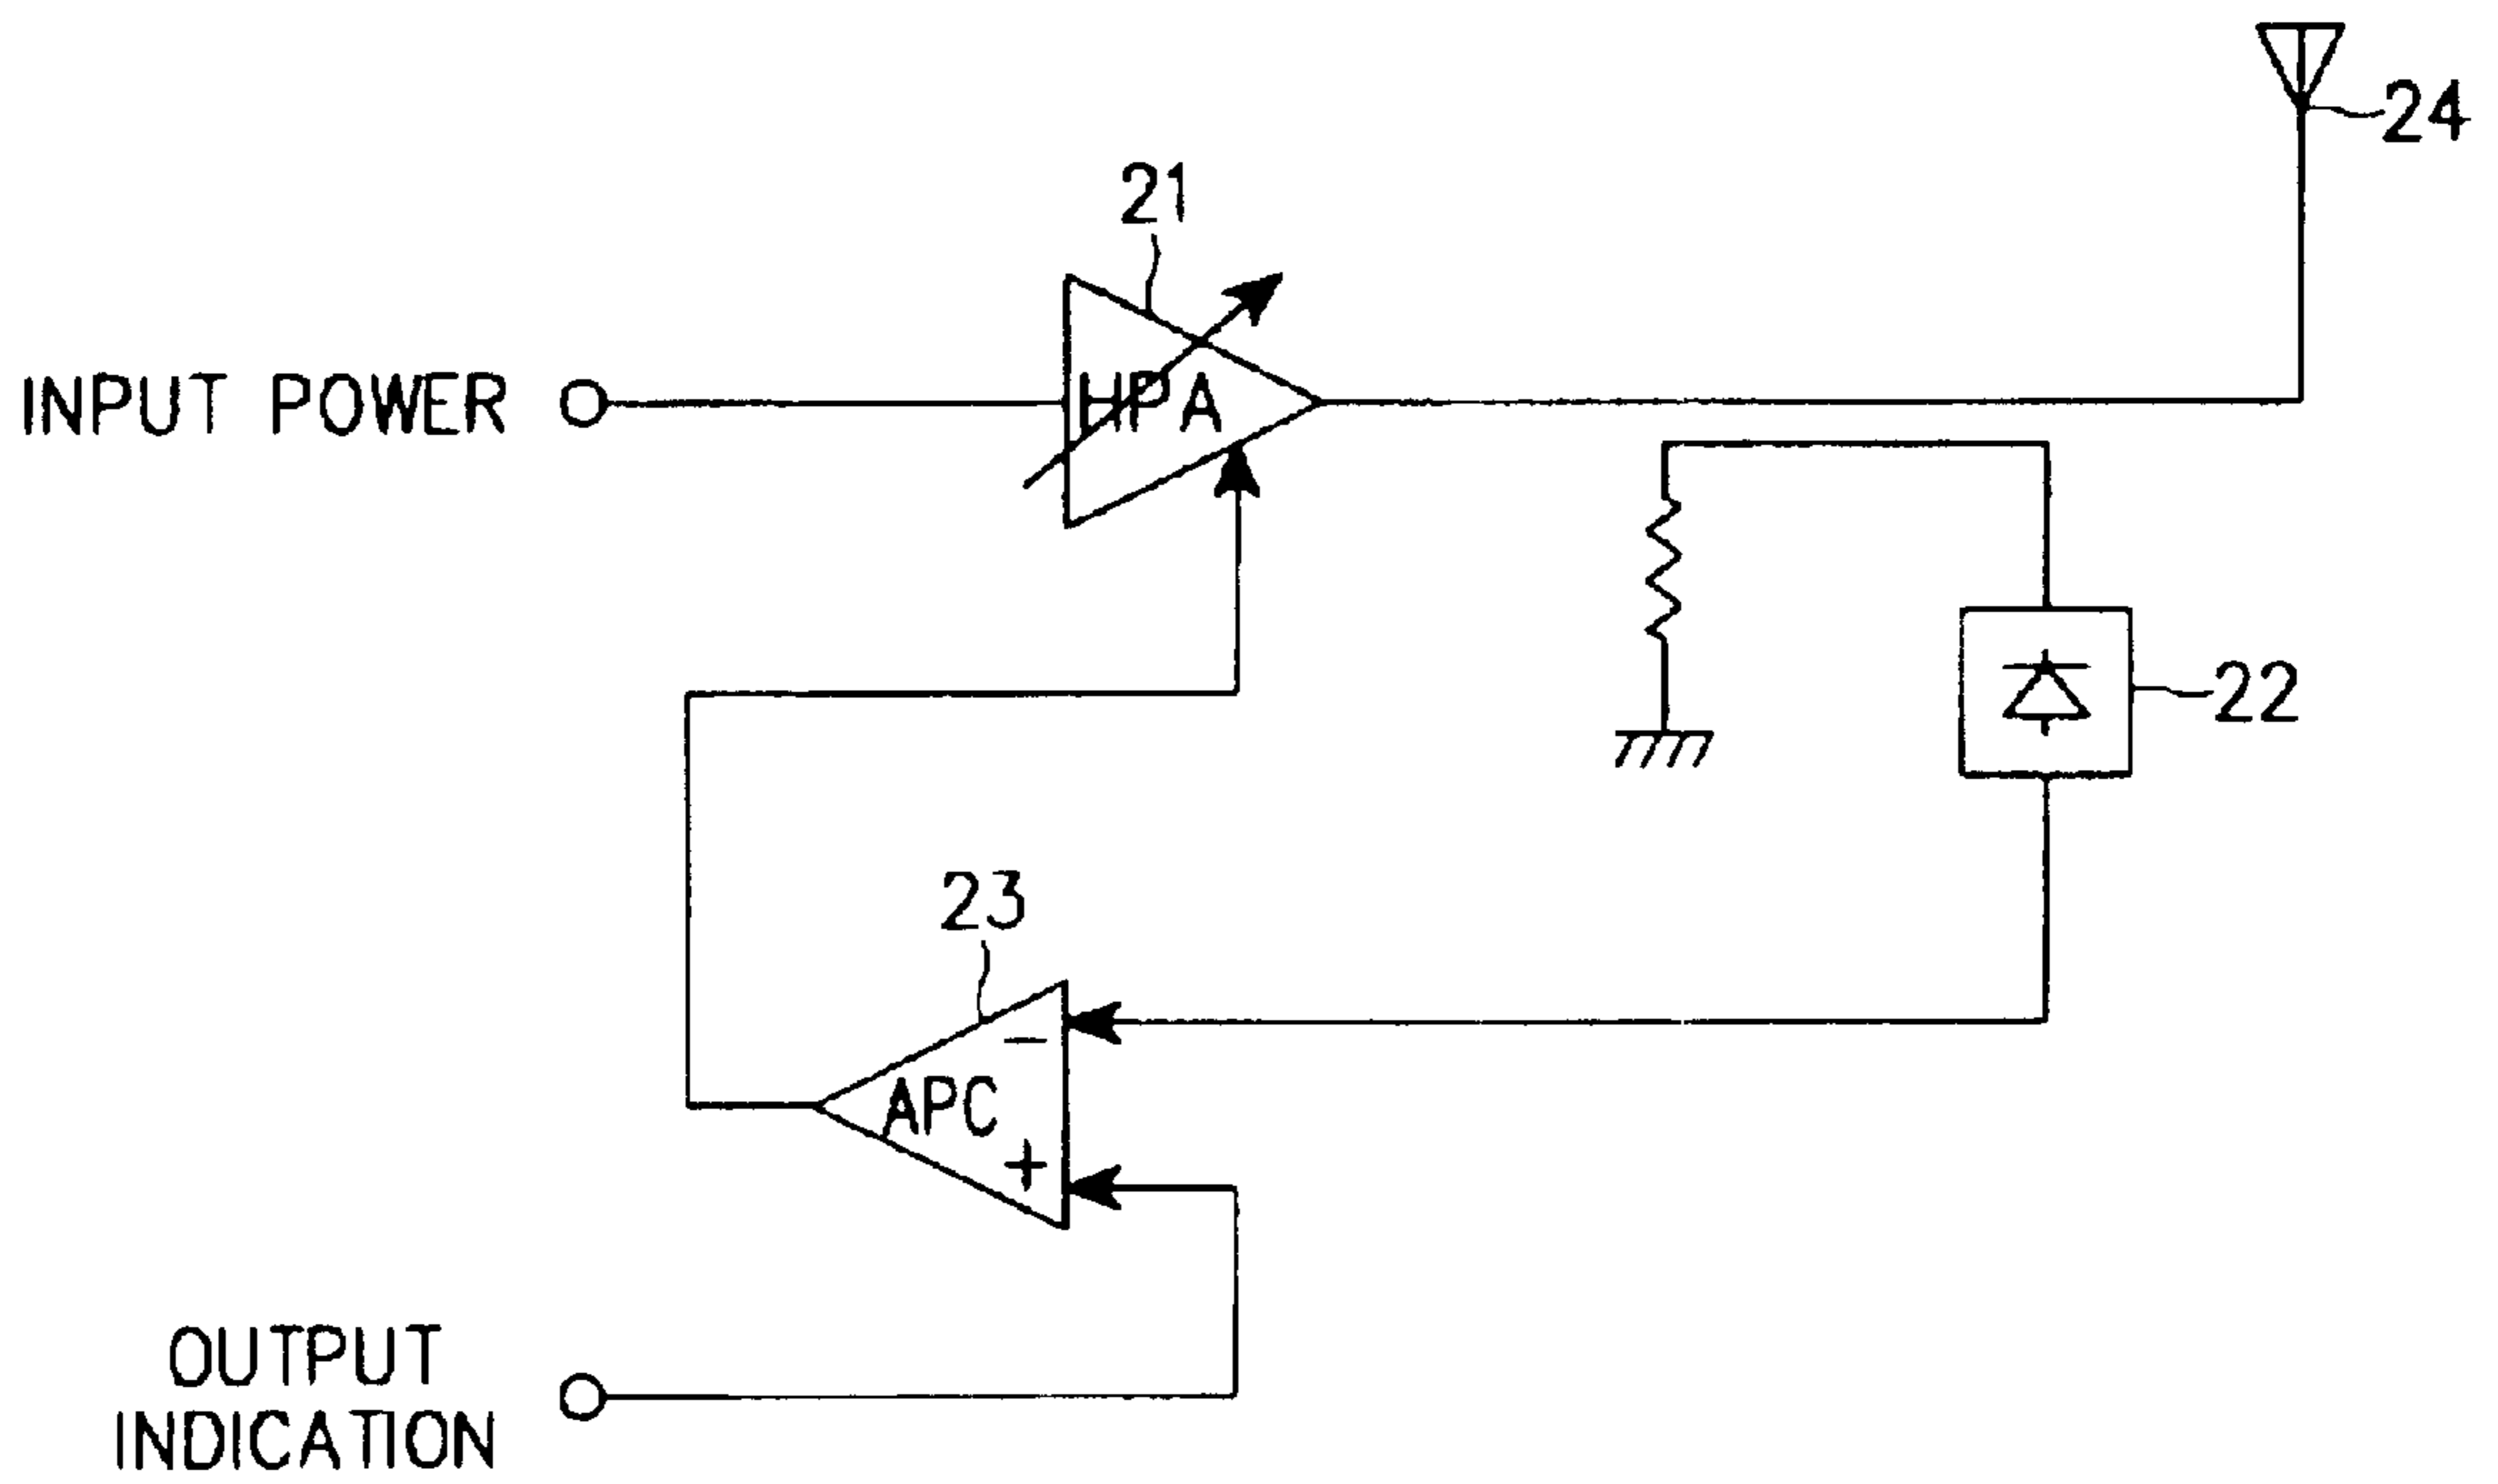 24
21
INPUT POWER
HPA
22
23
−
APC
+
OUTPUT
INDICATION